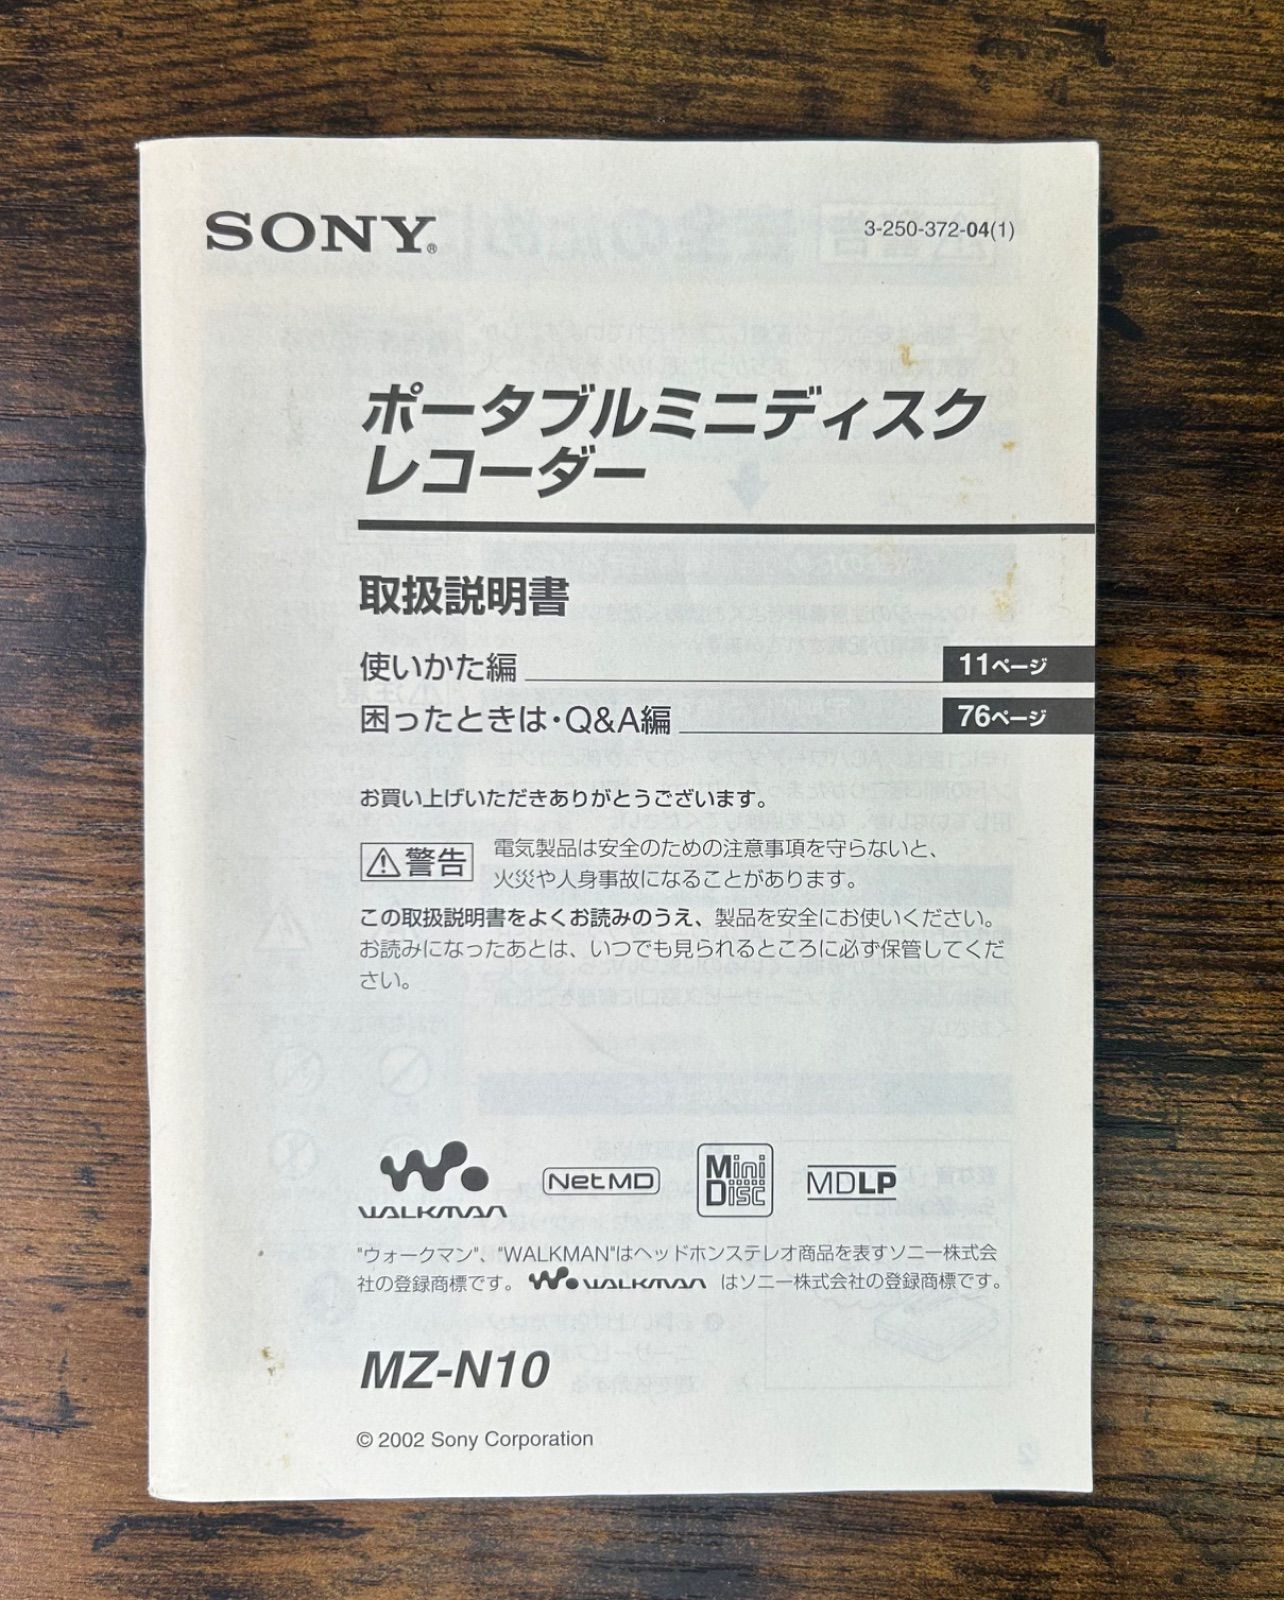 SONY®
3-250-372-04(1)
ポータブルミニディスク
レコーダー
取扱説明書
使いかた編 11ページ
困ったときは・Q&A編 76ページ
お買い上げいただきありがとうございます。
警告 電気製品は安全のための注意事項を守らないと、
火災や人身事故になることがあります。
この取扱説明書をよくお読みのうえ、製品を安全にお使いください。
お読みになったあとは、いつでも見られるところに必ず保管してくだ
さい。
WALKMAN
Net MD
Mini
Disc
MDLP
"ウォークマン"、"WALKMAN"はヘッドホンステレオ商品を表すソニー株式会
社の登録商標です。 WALKMAN はソニー株式会社の登録商標です。
MZ-N10
© 2002 Sony Corporation